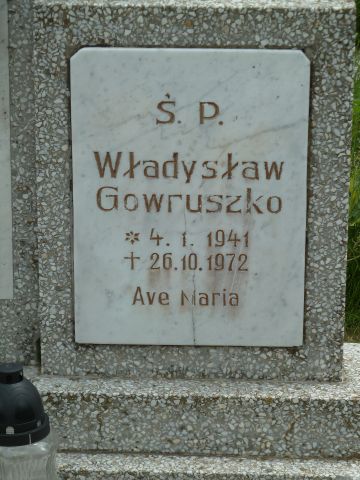 Ś. P.
Władysław
Gowruszko
* 4. 1. 1941
† 26.10.1972
Ave Maria